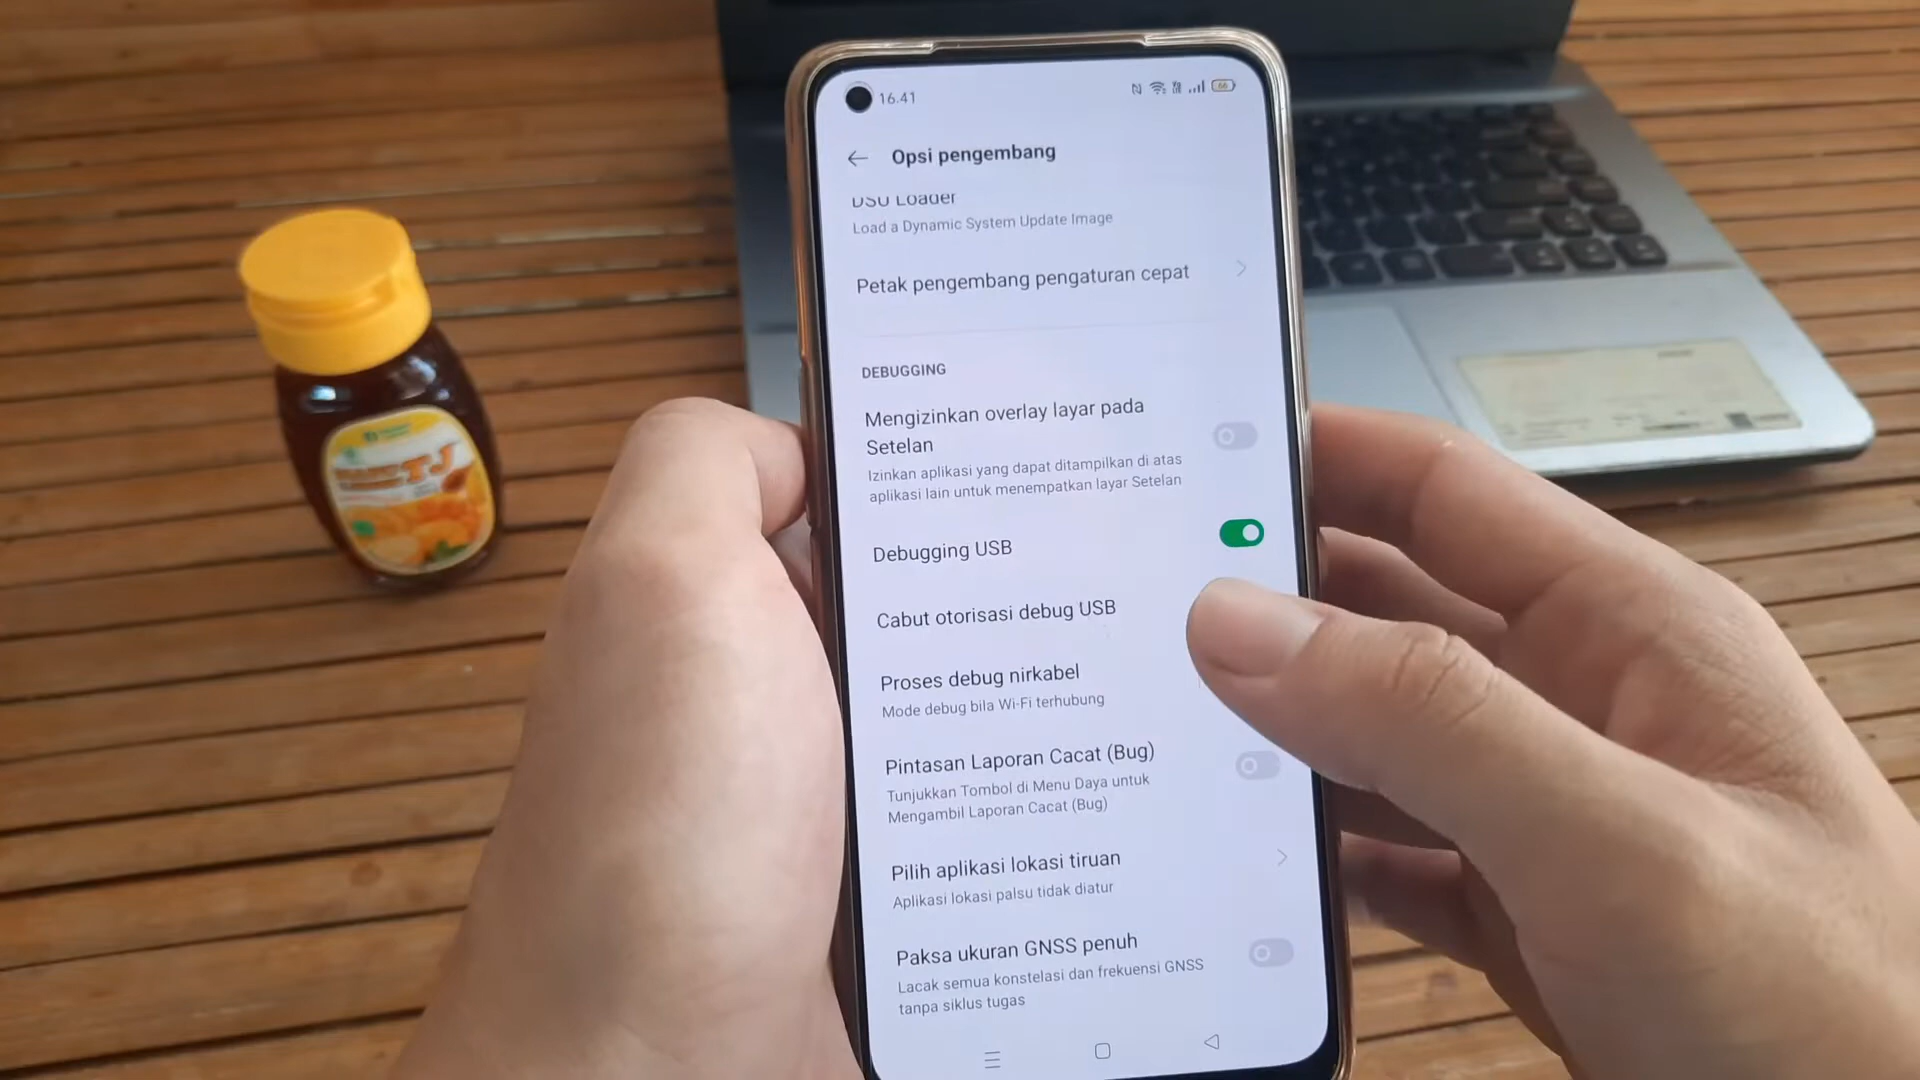 16.41
66
Opsi pengembang
DSU Loader
Load a Dynamic System Update Image
Petak pengembang pengaturan cepat
DEBUGGING
Mengizinkan overlay layar pada
Setelan
Izinkan aplikasi yang dapat ditampilkan di atas
aplikasi lain untuk menempatkan layar Setelan
Debugging USB
Cabut otorisasi debug USB
Proses debug nirkabel
Mode debug bila Wi-Fi terhubung
Pintasan Laporan Cacat (Bug)
Tunjukkan Tombol di Menu Daya untuk
Mengambil Laporan Cacat (Bug)
Pilih aplikasi lokasi tiruan
Aplikasi lokasi palsu tidak diatur
Paksa ukuran GNSS penuh
Lacak semua konstelasi dan frekuensi GNSS
tanpa siklus tugas
TJ